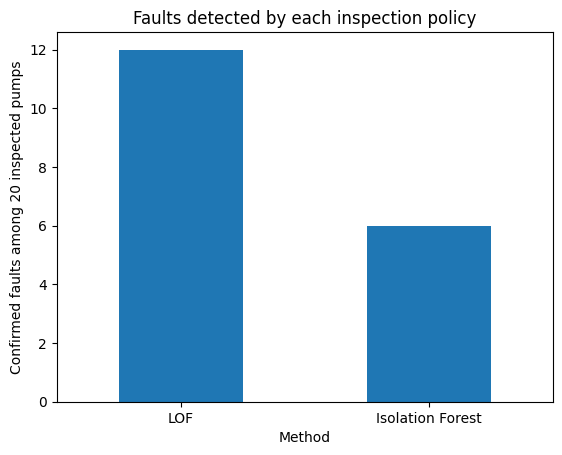 Faults detected by each inspection policy
Confirmed faults among 20 inspected pumps
12
10
8
6
4
2
0
LOF
Isolation Forest
Method